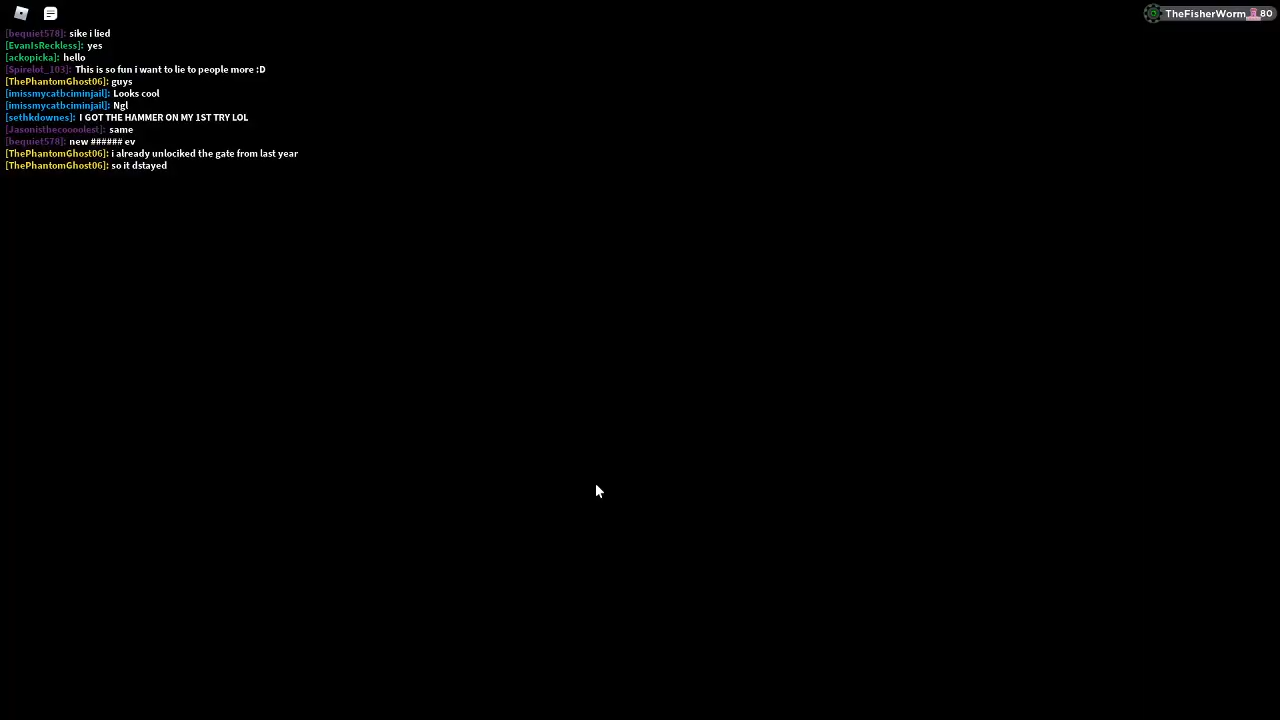 TheFisherWorm 80
[bequiet578]: sike i lied
[EvanIsReckless]: yes
[ackopicka]: hello
[Spirelot_103]: This is so fun i want to lie to people more :D
[ThePhantomGhost06]: guys
[imissmycatbciminjail]: Looks cool
[imissmycatbciminjail]: Ngl
[sethkdownes]: I GOT THE HAMMER ON MY 1ST TRY LOL
[Jasonisthecoooolest]: same
[bequiet578]: new ###### ev
[ThePhantomGhost06]: i already unlociked the gate from last year
[ThePhantomGhost06]: so it dstayed